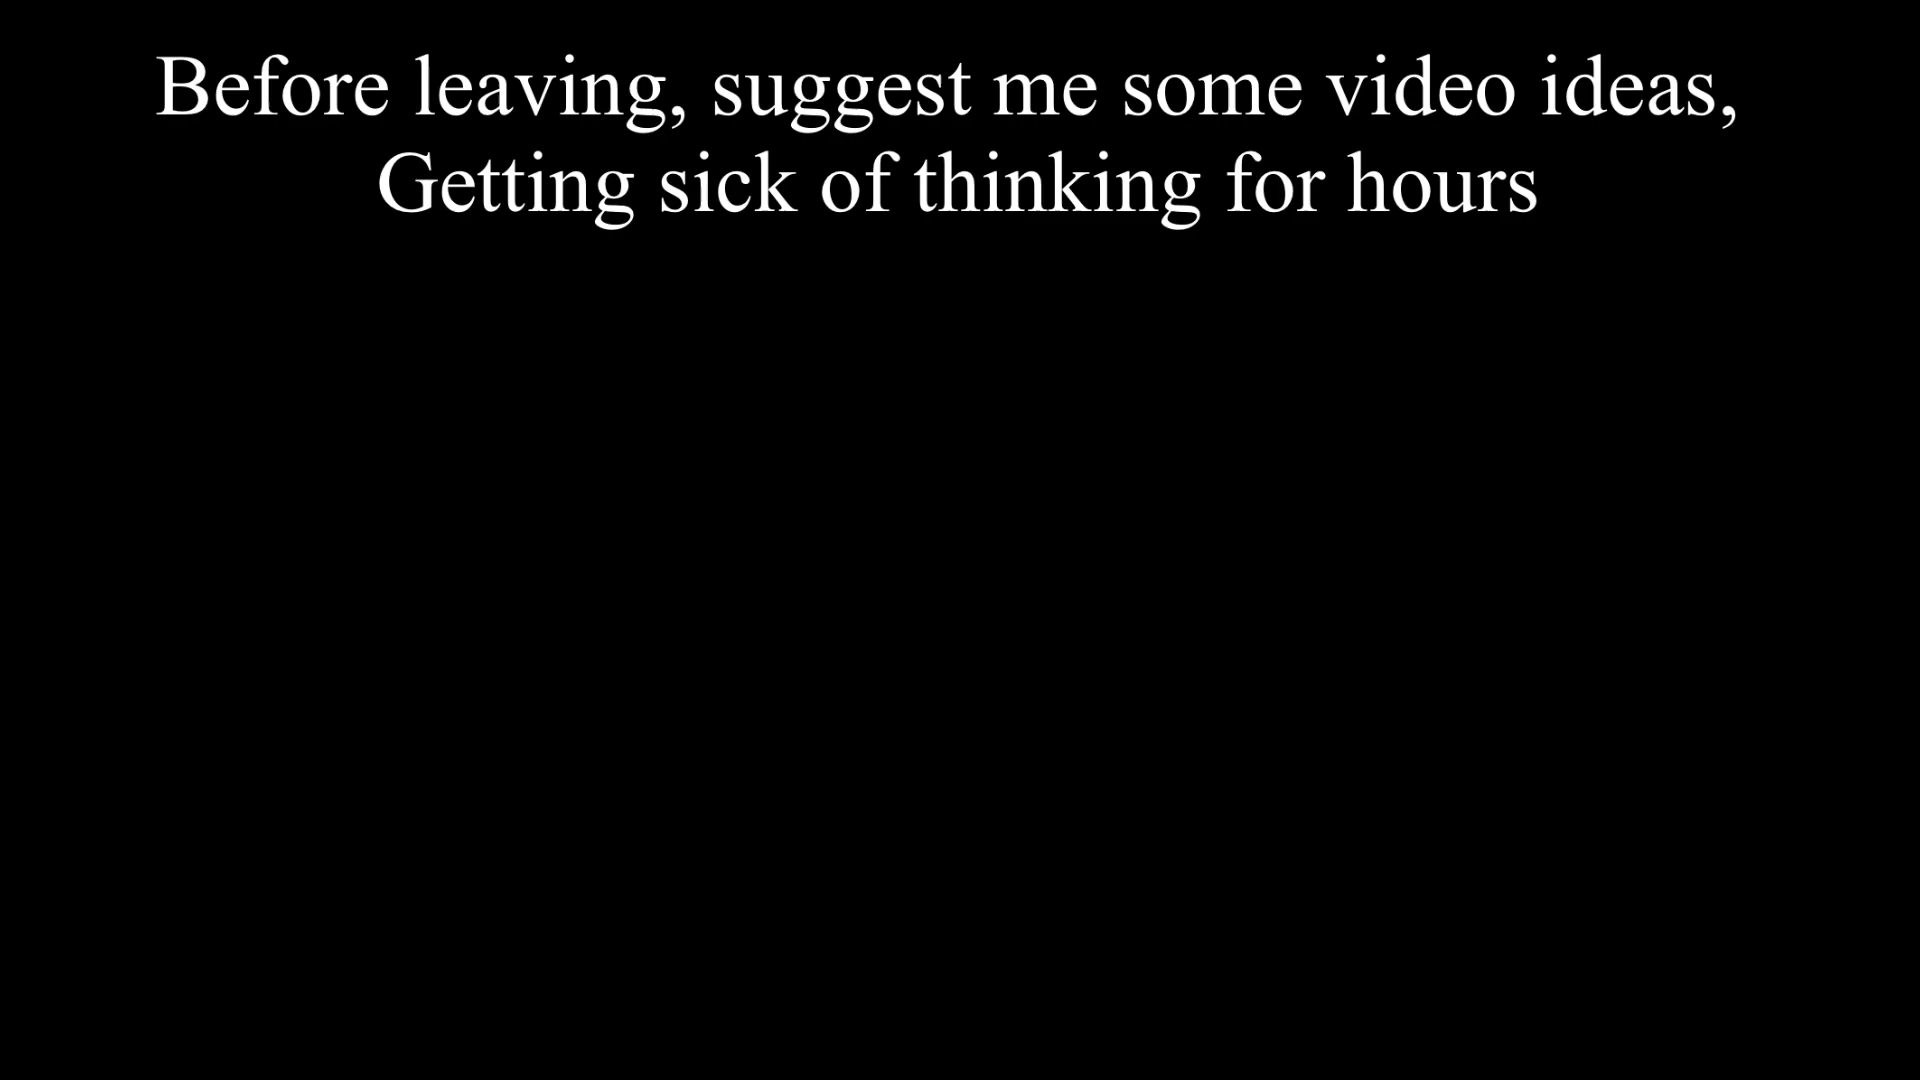 Before leaving, suggest me some video ideas,
Getting sick of thinking for hours